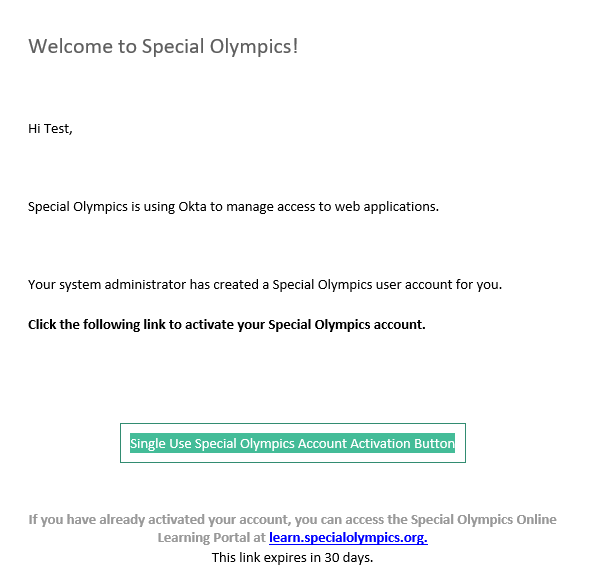 Welcome to Special Olympics!
Hi Test,
Special Olympics is using Okta to manage access to web applications.
Your system administrator has created a Special Olympics user account for you.
Click the following link to activate your Special Olympics account.
Single Use Special Olympics Account Activation Button
If you have already activated your account, you can access the Special Olympics Online
Learning Portal at learn.specialolympics.org.
This link expires in 30 days.